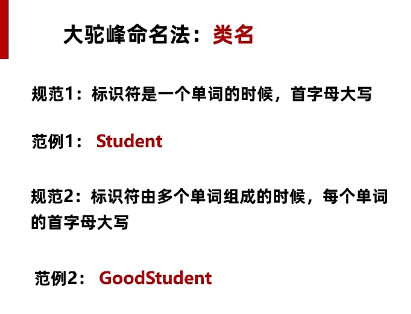 大驼峰命名法：类名
规范1：标识符是一个单词的时候，首字母大写
范例1： Student
规范2：标识符由多个单词组成的时候，每个单词
的首字母大写
范例2： GoodStudent